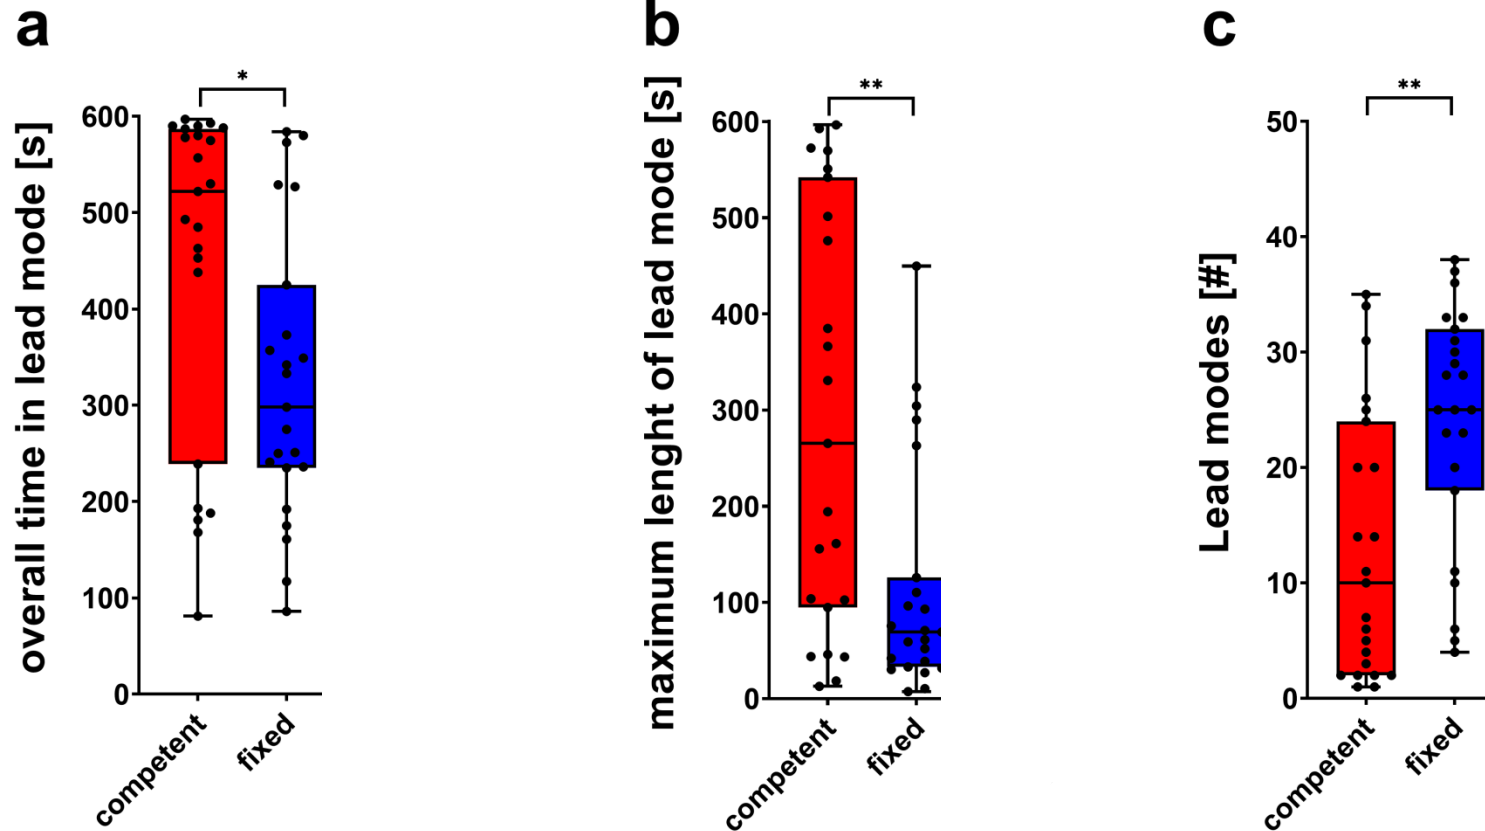 a
*
overall time in lead mode [s]
600
500
400
300
200
100
0
competent
fixed
b
**
maximum lenght of lead mode [s]
600
500
400
300
200
100
0
competent
fixed
c
**
Lead modes [#]
50
40
30
20
10
0
competent
fixed